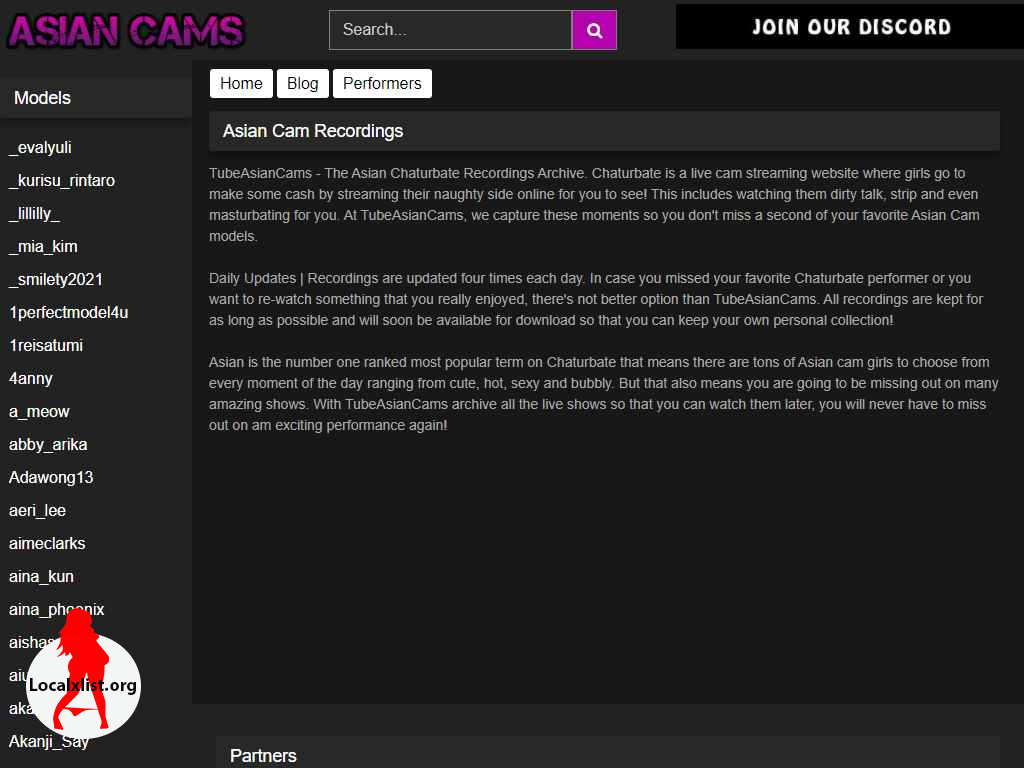 ASIAN CAMS
Search...
JOIN OUR DISCORD
Home Blog Performers
Models
_evalyuli
_kurisu_rintaro
_lillilly_
_mia_kim
_smilety2021
1perfectmodel4u
1reisatumi
4anny
a_meow
abby_arika
Adawong13
aeri_lee
aimeclarks
aina_kun
aina_phoenix
Localxlist.org
Akanji_Say
Asian Cam Recordings
TubeAsianCams - The Asian Chaturbate Recordings Archive. Chaturbate is a live cam streaming website where girls go to
make some cash by streaming their naughty side online for you to see! This includes watching them dirty talk, strip and even
masturbating for you. At TubeAsianCams, we capture these moments so you don't miss a second of your favorite Asian Cam
models.
Daily Updates | Recordings are updated four times each day. In case you missed your favorite Chaturbate performer or you
want to re-watch something that you really enjoyed, there's not better option than TubeAsianCams. All recordings are kept for
as long as possible and will soon be available for download so that you can keep your own personal collection!
Asian is the number one ranked most popular term on Chaturbate that means there are tons of Asian cam girls to choose from
every moment of the day ranging from cute, hot, sexy and bubbly. But that also means you are going to be missing out on many
amazing shows. With TubeAsianCams archive all the live shows so that you can watch them later, you will never have to miss
out on am exciting performance again!
Partners